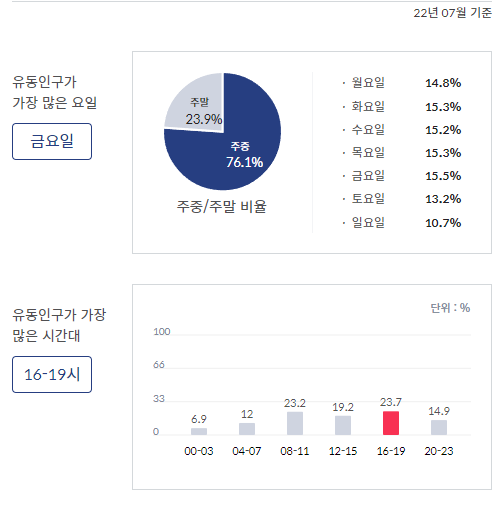 22년 07월 기준
유동인구가
가장 많은 요일
금요일
주말
23.9%
주중
76.1%
주중/주말 비율
· 월요일 14.8%
· 화요일 15.3%
· 수요일 15.2%
· 목요일 15.3%
· 금요일 15.5%
· 토요일 13.2%
· 일요일 10.7%
유동인구가 가장
많은 시간대
16-19시
단위 : %
100
66
33
0
6.9 12 23.2 19.2 23.7 14.9
00-03 04-07 08-11 12-15 16-19 20-23